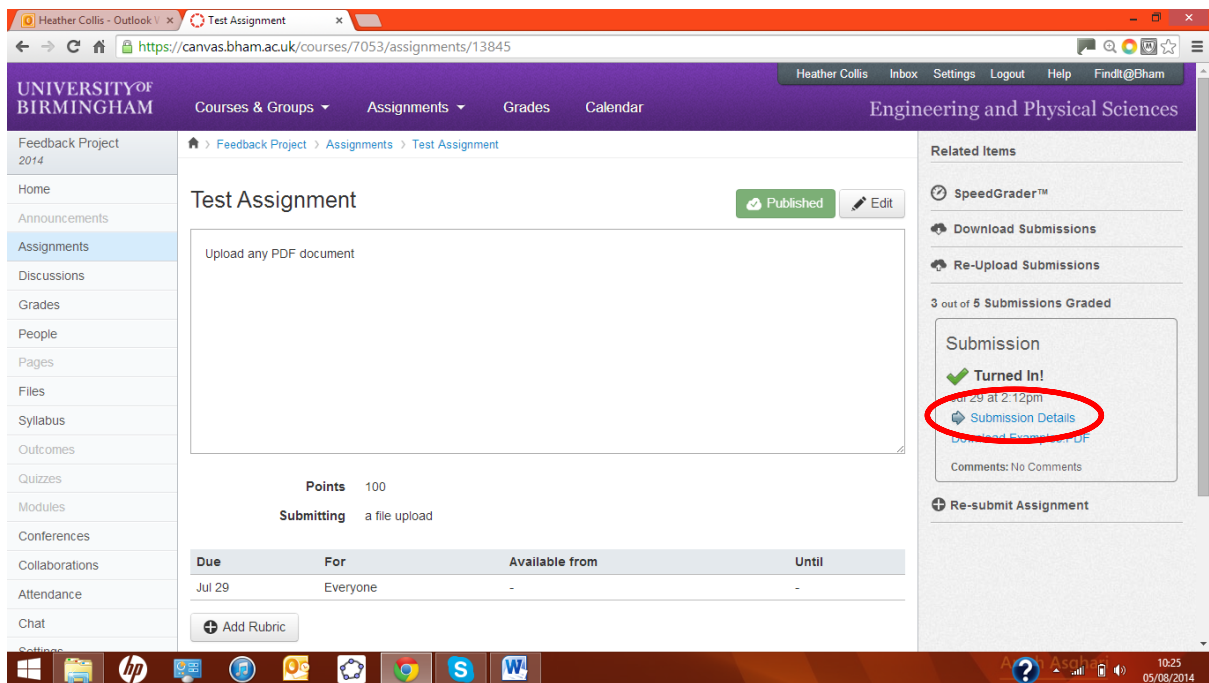 Heather Collis - Outlook V
Test Assignment
https://canvas.bham.ac.uk/courses/7053/assignments/13845
Heather Collis Inbox Settings Logout Help FindIt@Bham
UNIVERSITY OF
BIRMINGHAM
Courses & Groups Assignments Grades Calendar
Engineering and Physical Sciences
Feedback Project
2014
Home
Announcements
Assignments
Discussions
Grades
People
Pages
Files
Syllabus
Outcomes
Quizzes
Modules
Conferences
Collaborations
Attendance
Chat
Settings
Feedback Project > Assignments > Test Assignment
Test Assignment
Published Edit
Upload any PDF document
Points 100
Submitting a file upload
Due For Available from Until
Jul 29 Everyone - -
Add Rubric
Related Items
SpeedGrader™
Download Submissions
Re-Upload Submissions
3 out of 5 Submissions Graded
Submission
Turned In!
Jul 29 at 2:12pm
Submission Details
Download Examples PDF
Comments: No Comments
Re-submit Assignment
hp
S
W
10:25
05/08/2014